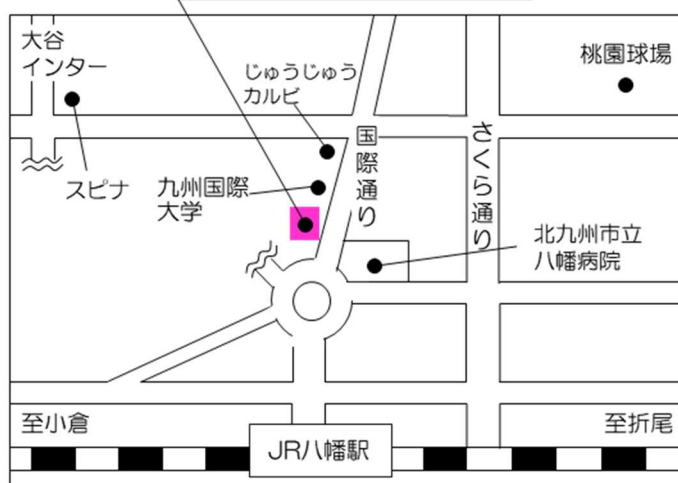 大谷
インター
じゅうじゅう
カルビ
桃園球場
国際通り
さくら通り
スピナ
九州国際
大学
北九州市立
八幡病院
至小倉
至折尾
JR八幡駅